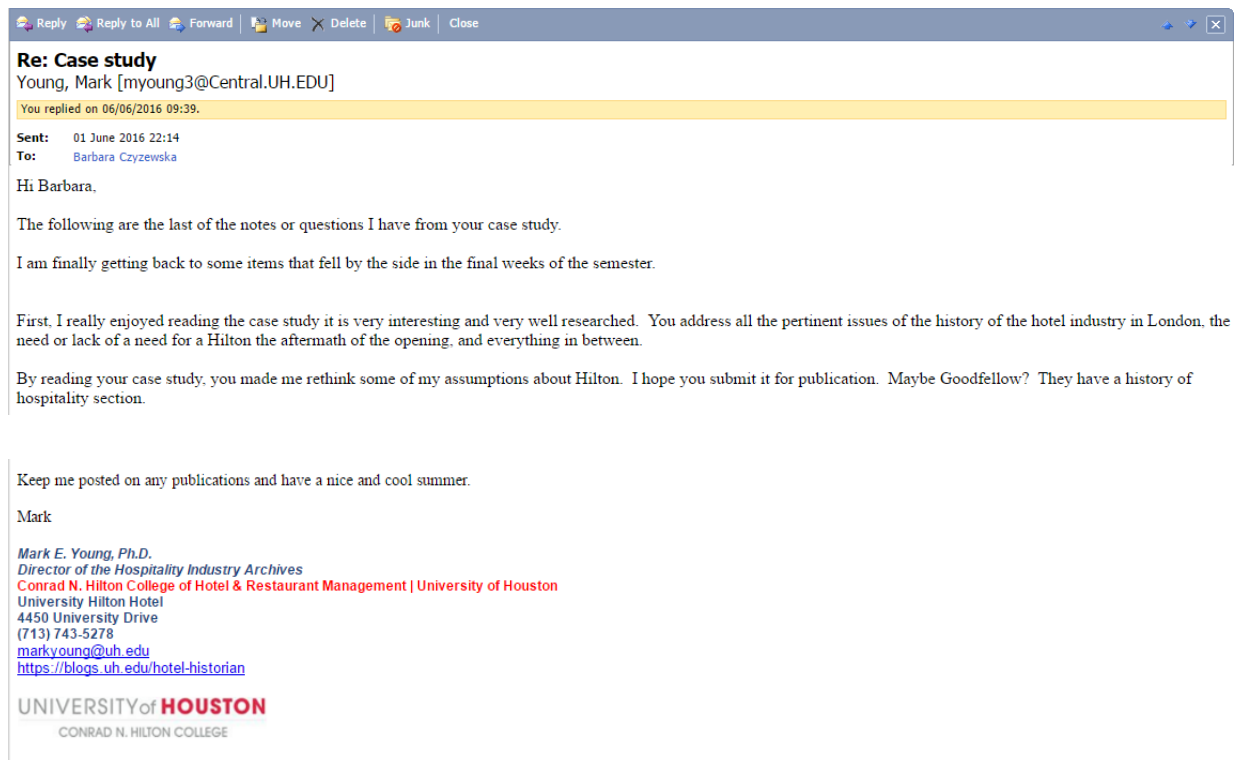 Reply Reply to All Forward Move Delete Junk Close
Re: Case study
Young, Mark [myoung3@Central.UH.EDU]
You replied on 06/06/2016 09:39.
Sent: 01 June 2016 22:14
To: Barbara Czyzewska
Hi Barbara,
The following are the last of the notes or questions I have from your case study.
I am finally getting back to some items that fell by the side in the final weeks of the semester.
First, I really enjoyed reading the case study it is very interesting and very well researched.  You address all the pertinent issues of the history of the hotel industry in London, the
need or lack of a need for a Hilton the aftermath of the opening, and everything in between.
By reading your case study, you made me rethink some of my assumptions about Hilton.  I hope you submit it for publication.  Maybe Goodfellow?  They have a history of
hospitality section.
Keep me posted on any publications and have a nice and cool summer.
Mark
Mark E. Young, Ph.D.
Director of the Hospitality Industry Archives
Conrad N. Hilton College of Hotel & Restaurant Management | University of Houston
University Hilton Hotel
4450 University Drive
(713) 743-5278
markyoung@uh.edu
https://blogs.uh.edu/hotel-historian
UNIVERSITY of HOUSTON
CONRAD N. HILTON COLLEGE